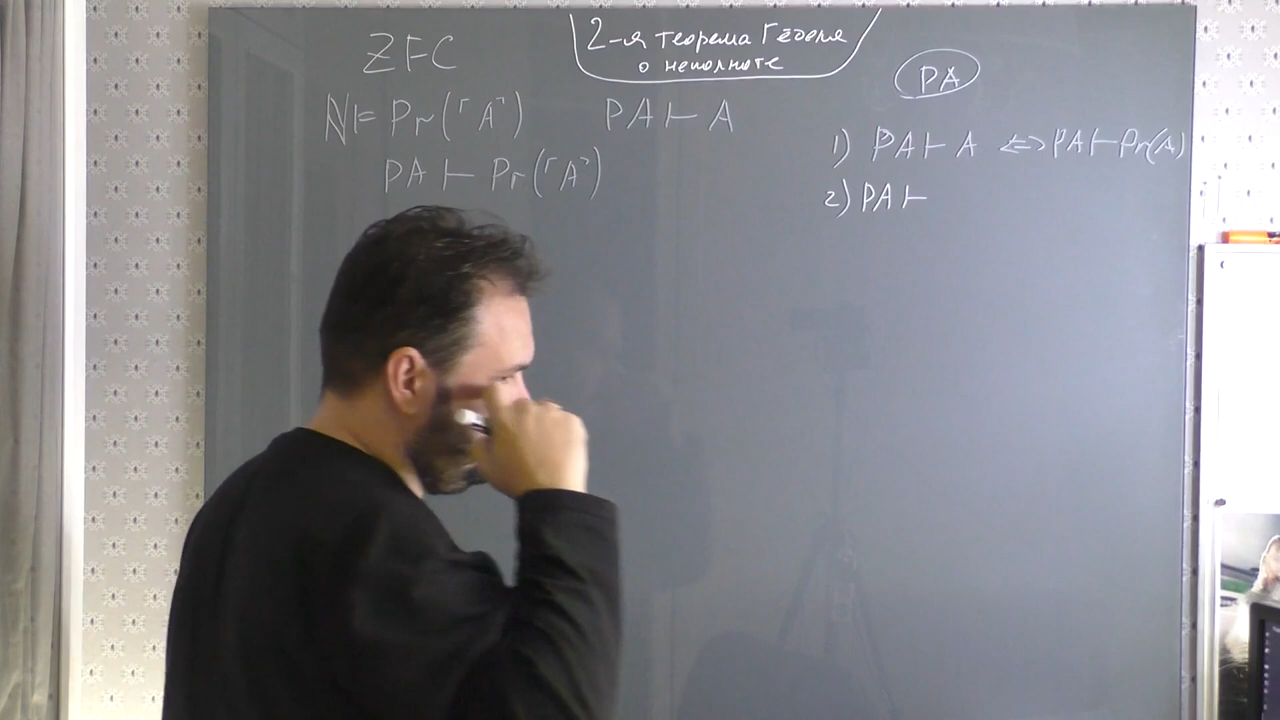 ZFC
2-я теорема Гёделя
о неполноте
PA
ℕ ⊨ Pr(⌜A⌝) PA ⊢ A
PA ⊢ Pr(⌜A⌝)
1) PA ⊢ A ⇔ PA ⊢ Pr(A)
2) PA ⊢